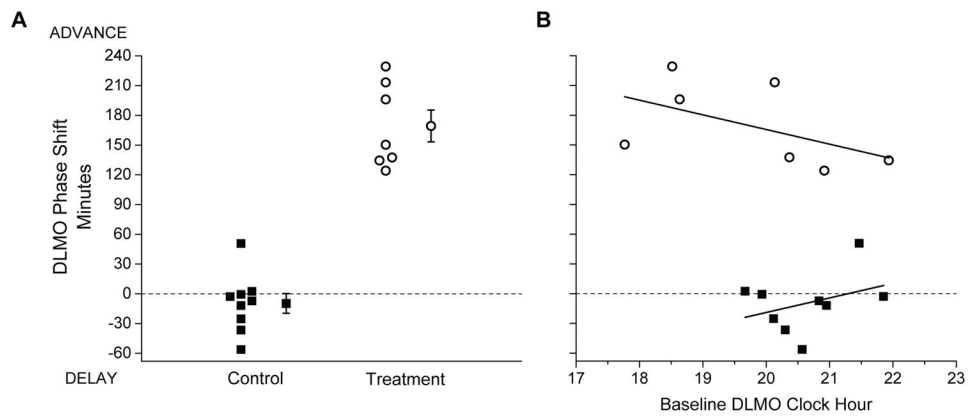 A
ADVANCE
240
210
180
150
120
90
60
30
0
-30
-60
DLMO Phase Shift
Minutes
DELAY
Control
Treatment
B
17
18
19
20
21
22
23
Baseline DLMO Clock Hour